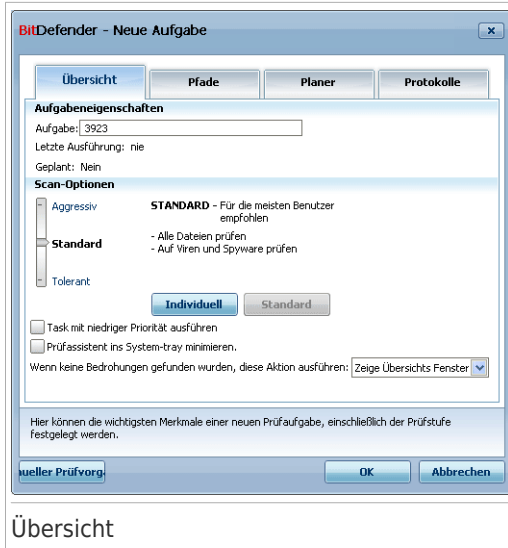 BitDefender - Neue Aufgabe
Übersicht
Pfade
Planer
Protokolle
Aufgabeneigenschaften
Aufgabe: 3923
Letzte Ausführung: nie
Geplant: Nein
Scan-Optionen
Aggressiv
STANDARD - Für die meisten Benutzer
empfohlen
Standard
- Alle Dateien prüfen
- Auf Viren und Spyware prüfen
Tolerant
Individuell
Standard
Task mit niedriger Priorität ausführen
Prüfassistent ins System-tray minimieren.
Wenn keine Bedrohungen gefunden wurden, diese Aktion ausführen: Zeige Übersichts Fenster
Hier können die wichtigsten Merkmale einer neuen Prüfaufgabe, einschließlich der Prüfstufe
festgelegt werden.
ueller Prüfvorg
OK
Abbrechen
Übersicht